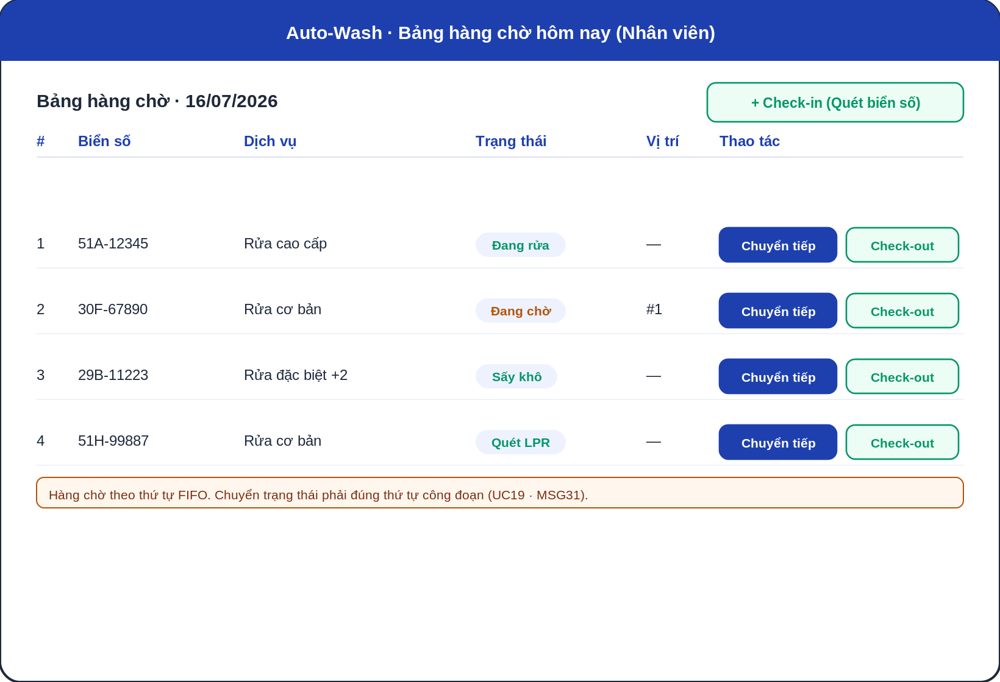 Auto-Wash · Bảng hàng chờ hôm nay (Nhân viên)
Bảng hàng chờ · 16/07/2026
+ Check-in (Quét biển số)
# Biển số Dịch vụ Trạng thái Vị trí Thao tác
1 51A-12345 Rửa cao cấp Đang rửa — Chuyển tiếp Check-out
2 30F-67890 Rửa cơ bản Đang chờ #1 Chuyển tiếp Check-out
3 29B-11223 Rửa đặc biệt +2 Sấy khô — Chuyển tiếp Check-out
4 51H-99887 Rửa cơ bản Quét LPR — Chuyển tiếp Check-out
Hàng chờ theo thứ tự FIFO. Chuyển trạng thái phải đúng thứ tự công đoạn (UC19 · MSG31).